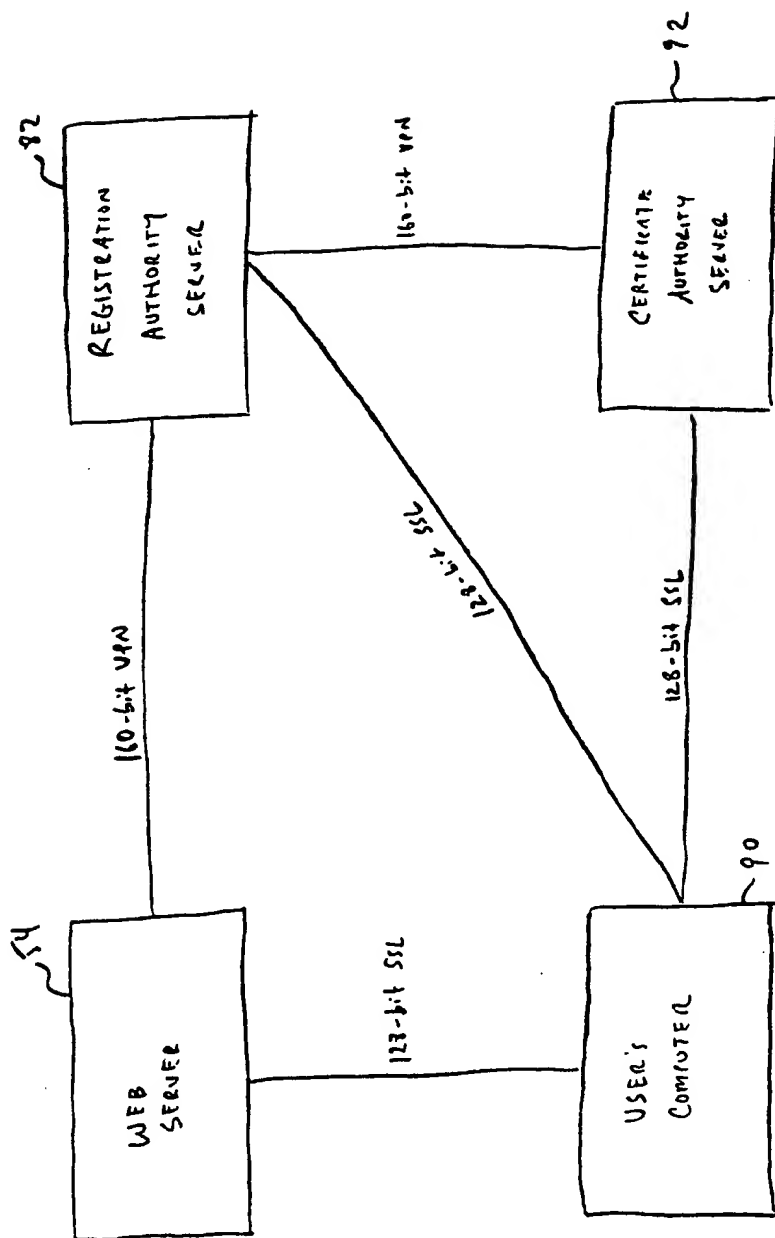 54
WEB
SERVER
160-bit VPN
82
REGISTRATION
AUTHORITY
SERVER
128-bit SSL
128-bit SSL
160-bit VPN
USER'S
COMPUTER
90
128-bit SSL
CERTIFICATE
AUTHORITY
SERVER
92